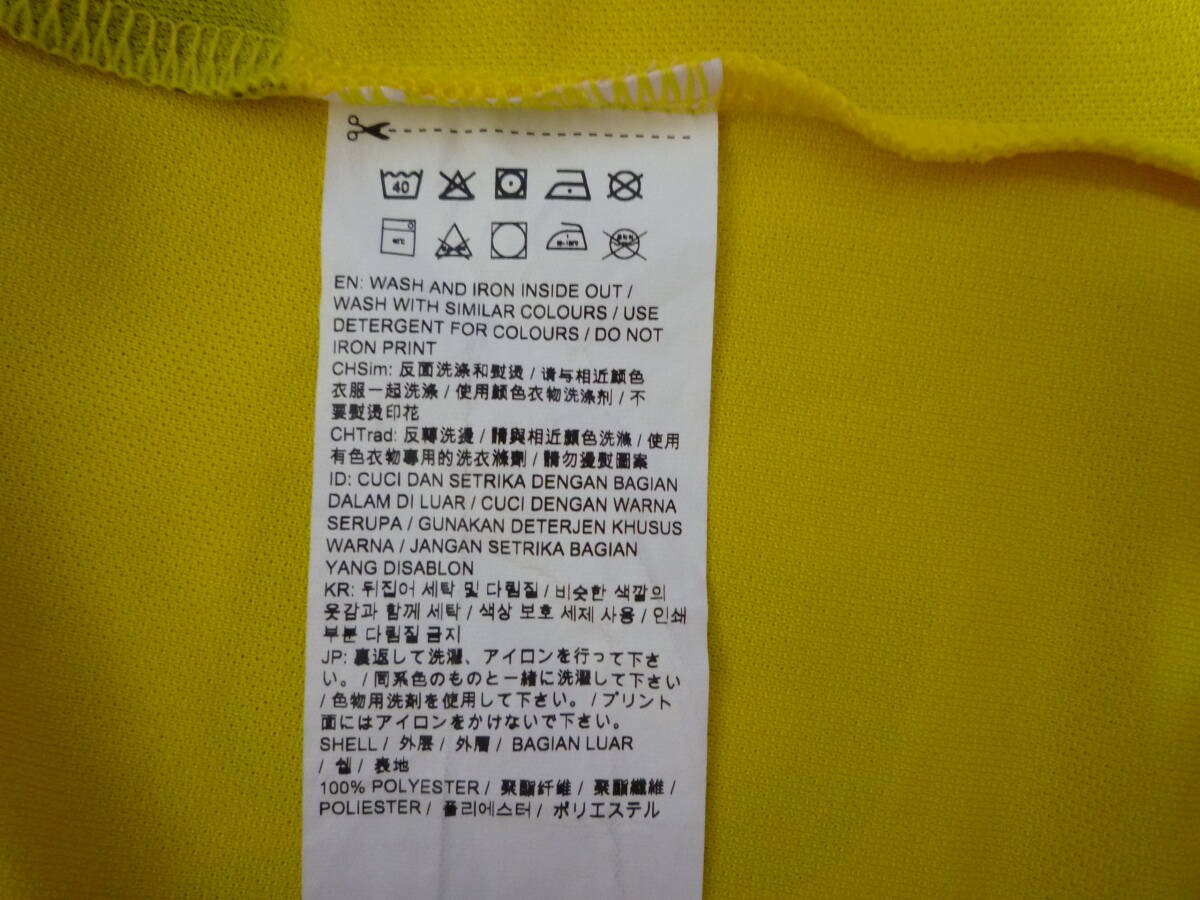 40
EN: WASH AND IRON INSIDE OUT /
WASH WITH SIMILAR COLOURS / USE
DETERGENT FOR COLOURS / DO NOT
IRON PRINT
CHSim: 反面洗涤和熨烫 / 请与相近颜色
衣服一起洗涤 / 使用颜色衣物洗涤剂 / 不
要熨烫印花
CHTrad: 反轉洗燙 / 請與相近顏色洗滌 / 使用
有色衣物專用的洗衣滌劑 / 請勿燙熨圖案
ID: CUCI DAN SETRIKA DENGAN BAGIAN
DALAM DI LUAR / CUCI DENGAN WARNA
SERUPA / GUNAKAN DETERJEN KHUSUS
WARNA / JANGAN SETRIKA BAGIAN
YANG DISABLON
KR: 뒤집어 세탁 및 다림질 / 비슷한 색깔의
옷감과 함께 세탁 / 색상 보호 세제 사용 / 인쇄
부분 다림질 금지
JP: 裏返して洗濯、アイロンを行って下さ
い。 / 同系色のものと一緒に洗濯して下さい
/ 色物用洗剤を使用して下さい。 / プリント
面にはアイロンをかけないで下さい。
SHELL / 外层 / 外層 / BAGIAN LUAR
/ 쉘 / 表地
100% POLYESTER / 聚酯纤维 / 聚酯纖維 /
POLIESTER / 폴리에스터 / ポリエステル